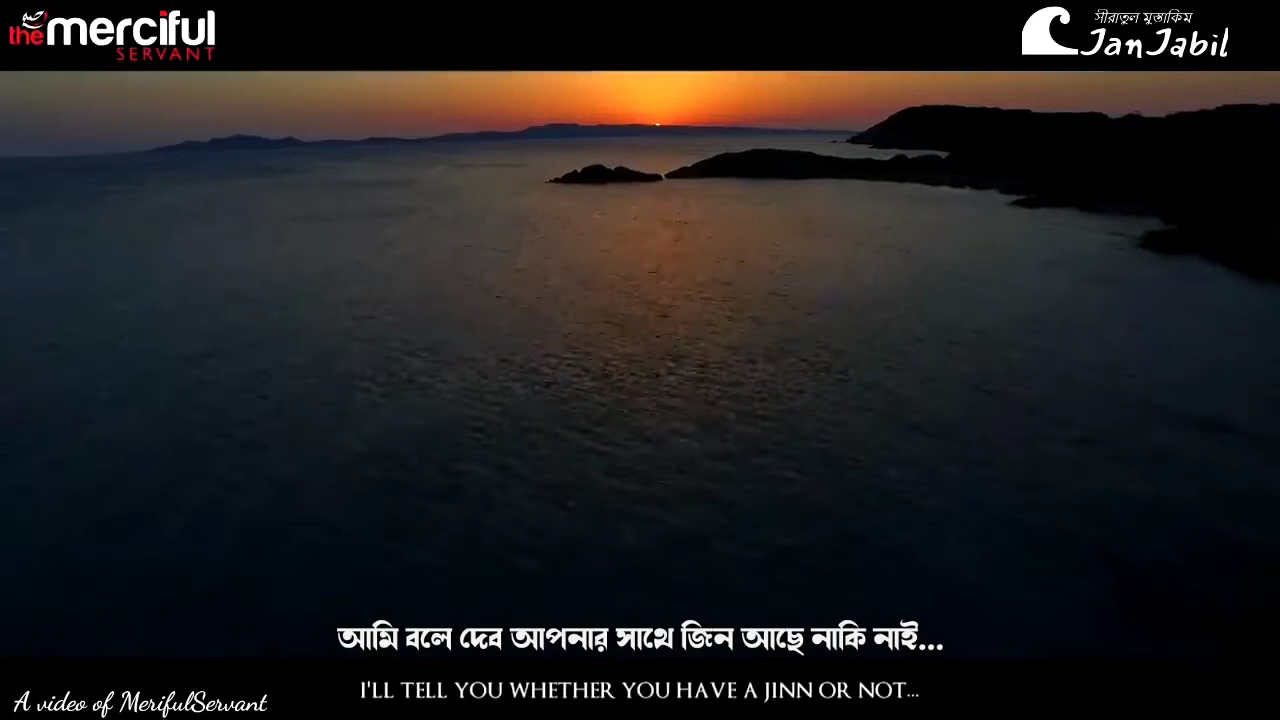 the merciful
SERVANT
সীরাতুল মুস্তাকিম
JanJabil
আমি বলে দেব আপনার সাথে জিন আছে নাকি নাই...
I'LL TELL YOU WHETHER YOU HAVE A JINN OR NOT...
A video of MerifulServant